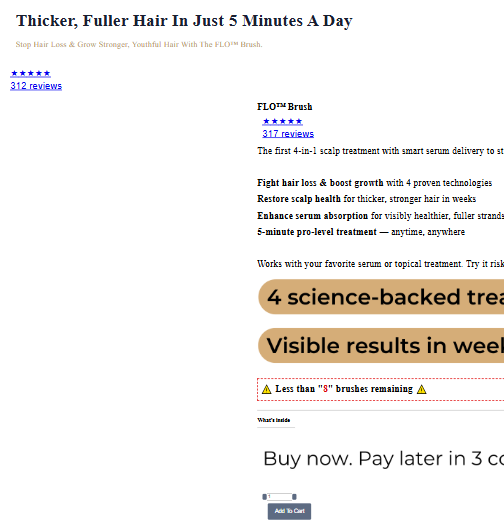 Thicker, Fuller Hair In Just 5 Minutes A Day
Stop Hair Loss & Grow Stronger, Youthful Hair With The FLO™ Brush.
★★★★★
312 reviews
FLO™ Brush
★★★★★
317 reviews
The first 4-in-1 scalp treatment with smart serum delivery to st
Fight hair loss & boost growth with 4 proven technologies
Restore scalp health for thicker, stronger hair in weeks
Enhance serum absorption for visibly healthier, fuller strands
5-minute pro-level treatment — anytime, anywhere
Works with your favorite serum or topical treatment. Try it risk
4 science-backed trea
Visible results in week
⚠ Less than "8" brushes remaining ⚠
What's inside
Buy now. Pay later in 3 co
1
Add To Cart